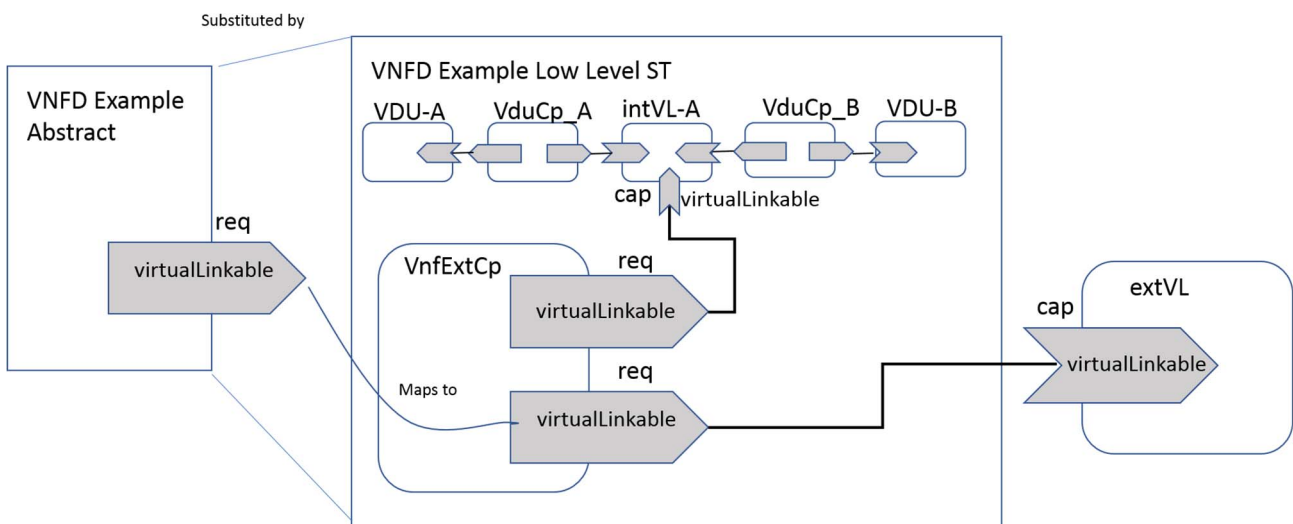 Substituted by
VNFD Example
Abstract
req
virtualLinkable
VNFD Example Low Level ST
VDU-A
VduCp_A
intVL-A
VduCp_B
VDU-B
cap
virtualLinkable
VnfExtCp
req
virtualLinkable
req
Maps to
virtualLinkable
extVL
cap
virtualLinkable